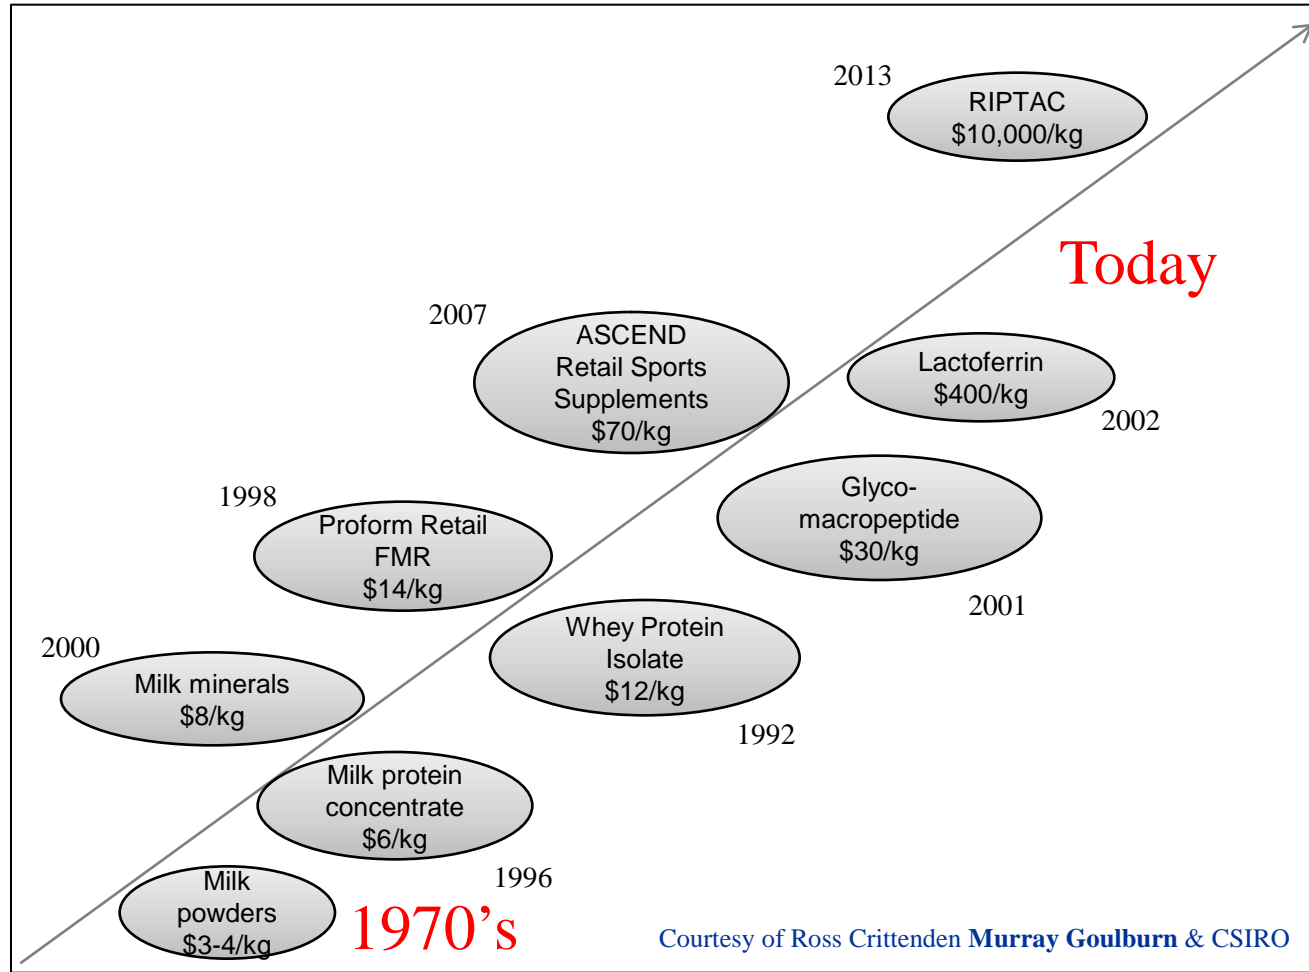 2013
RIPTAC
$10,000/kg
Today
2007
ASCEND
Retail Sports
Supplements
$70/kg
Lactoferrin
$400/kg
2002
1998
Proform Retail
FMR
$14/kg
Glyco-
macropeptide
$30/kg
2001
2000
Milk minerals
$8/kg
Whey Protein
Isolate
$12/kg
1992
Milk protein
concentrate
$6/kg
1996
Milk
powders
$3-4/kg
1970’s
Courtesy of Ross Crittenden Murray Goulburn & CSIRO